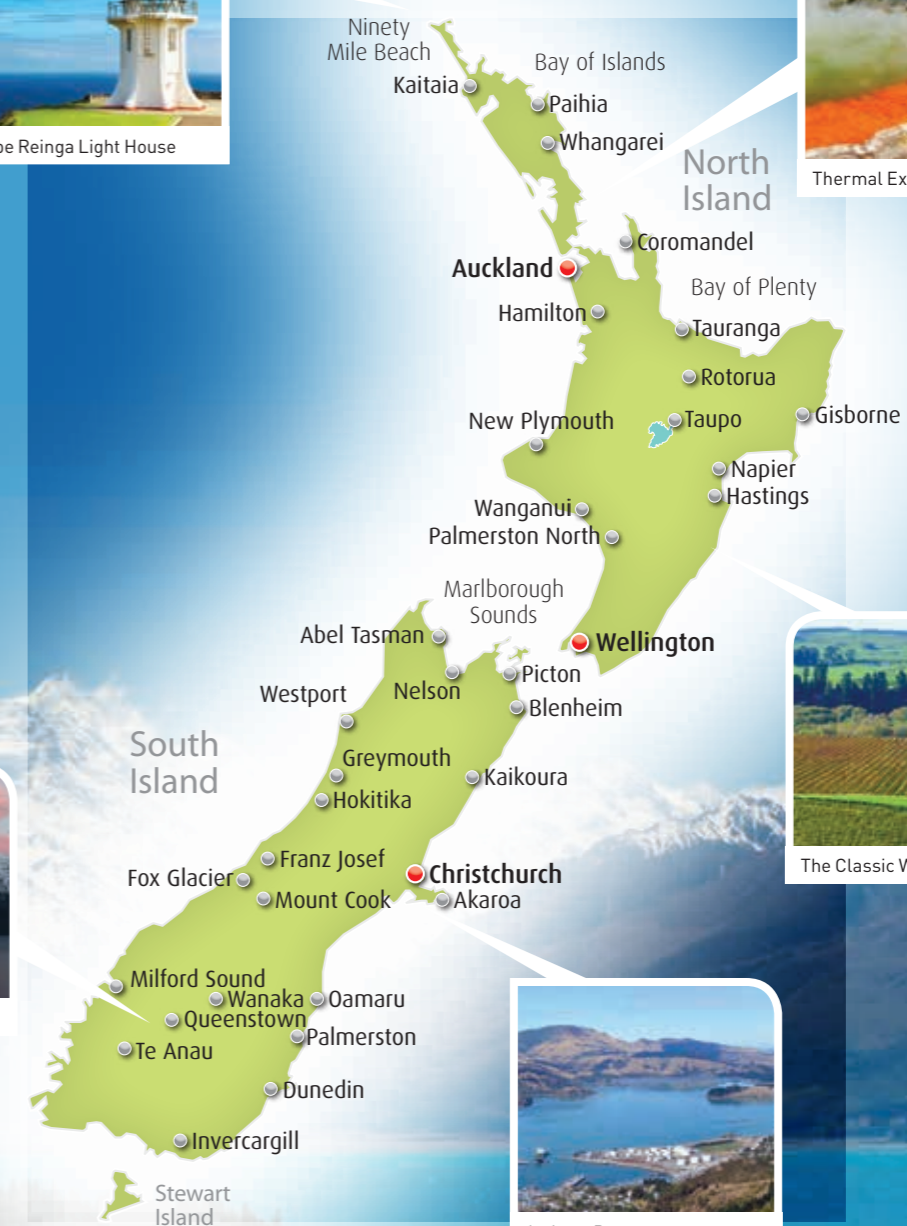 Ninety
Mile Beach
Bay of Islands
Kaitaia
Paihia
Reinga Light House
Whangarei
North
Island
Thermal
Coromandel
Auckland
Bay of Plenty
Hamilton
Tauranga
Rotorua
New Plymouth
Taupo
Gisborne
Napier
Hastings
Wanganui
Palmerston North
Marlborough
Sounds
Abel Tasman
Wellington
Nelson
Picton
Westport
Blenheim
South
Island
Greymouth
Kaikoura
Hokitika
Franz Josef
Fox Glacier
Christchurch
The Classic
Mount Cook
Akaroa
Milford Sound
Wanaka
Oamaru
Queenstown
Palmerston
Te Anau
Dunedin
Invercargill
Stewart
Island